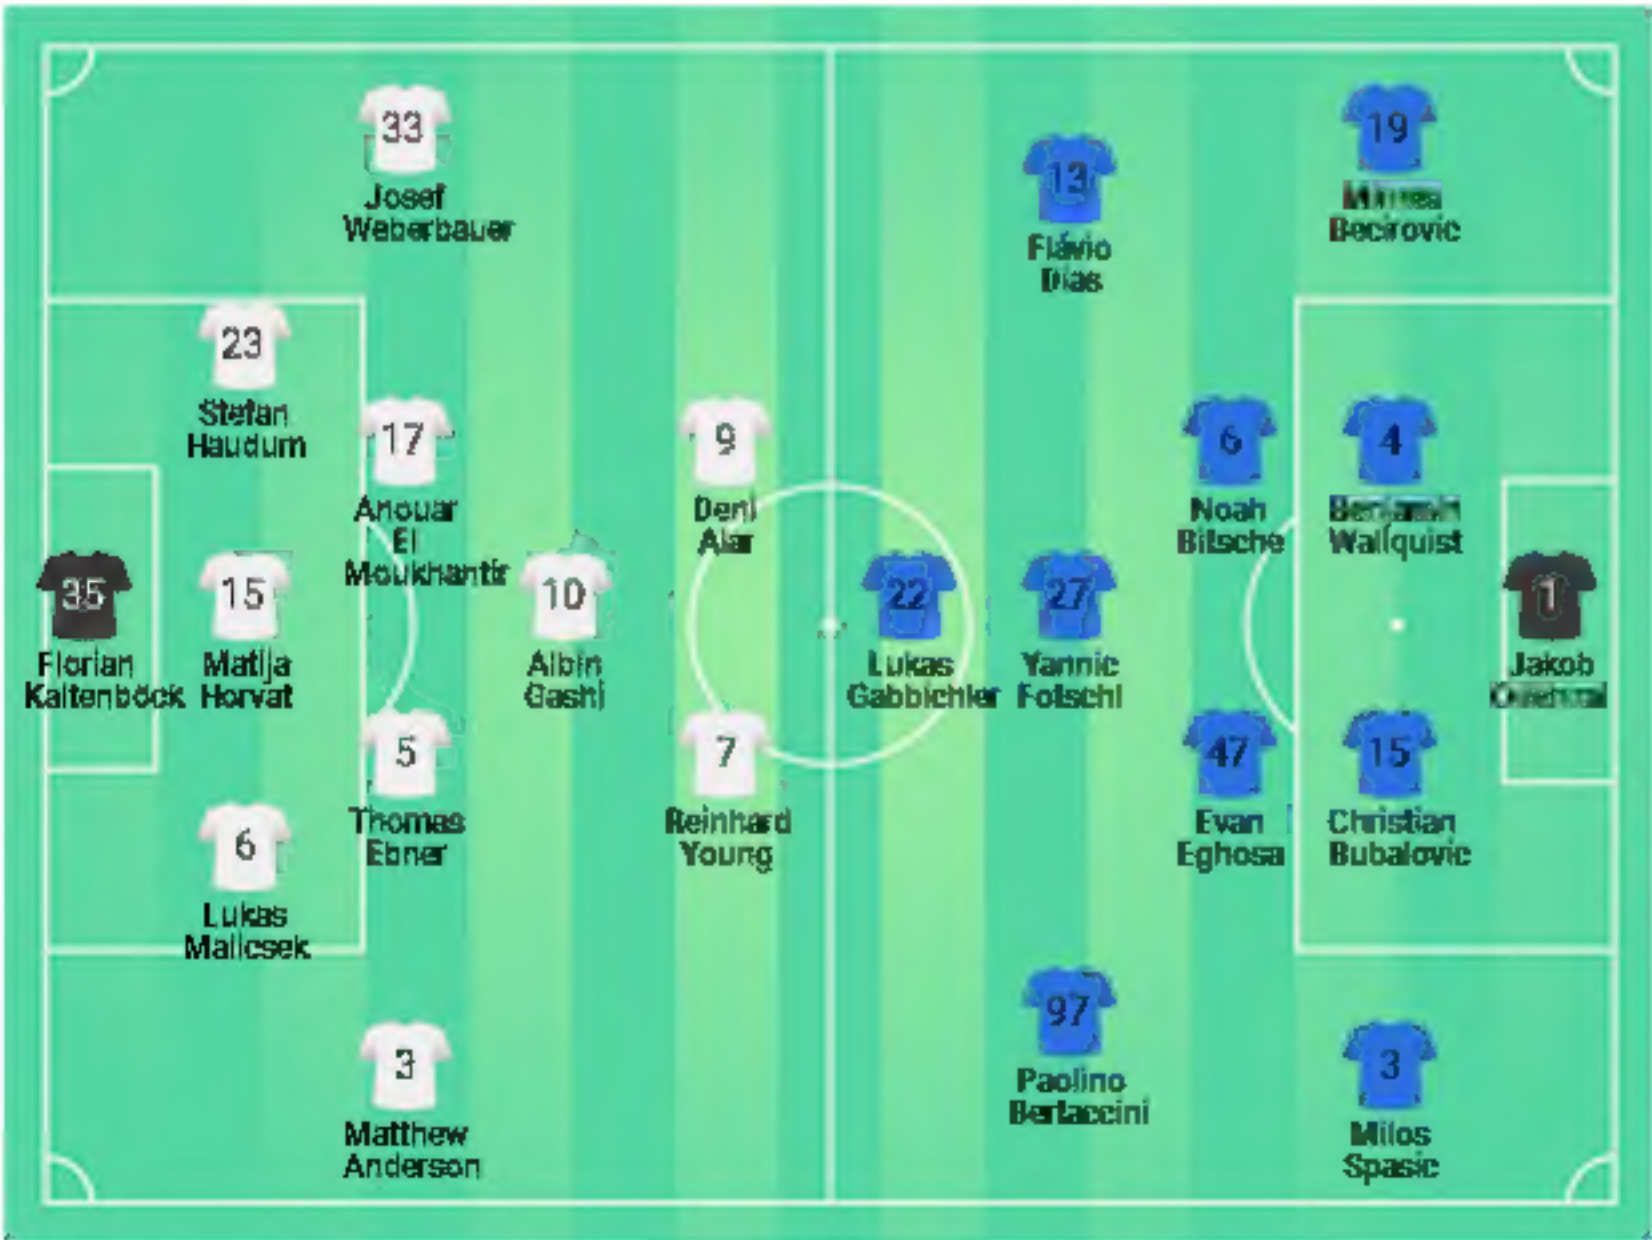 33
Josef
Weberbauer
23
Stefan
Haudum
17
Anouar
El
Moukhantir
35
Florian
Kaltenböck
15
Matija
Horvat
5
Thomas
Ebner
6
Lukas
Malicsek
3
Matthew
Anderson
10
Albin
Gashi
9
Deni
Alar
7
Reinhard
Young
22
Lukas
Gabbichler
13
Flávio
Dias
27
Yannic
Fötschl
97
Paolino
Bertaccini
6
Noah
Bitsche
47
Evan
Eghosa
19
Becirovic
4
Benjamin
Wallquist
15
Christian
Bubalovic
3
Milos
Spasic
1
Jakob